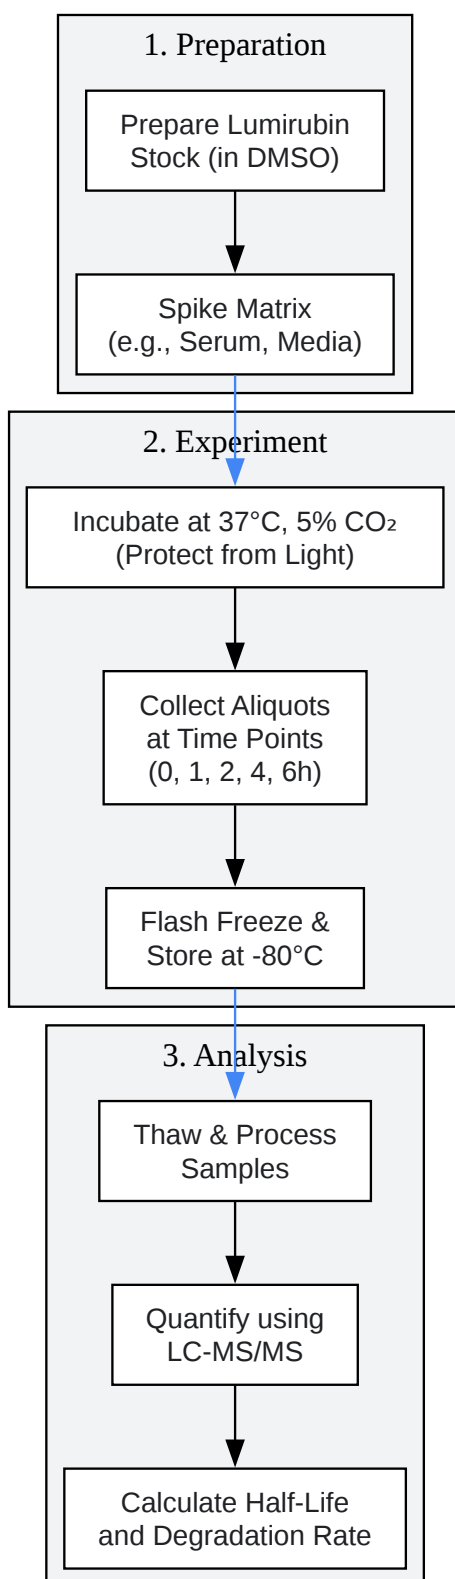 1. Preparation
Prepare Lumirubin
Stock (in DMSO)
Spike Matrix
(e.g., Serum, Media)
2. Experiment
Incubate at 37°C, 5% CO₂
(Protect from Light)
Collect Aliquots
at Time Points
(0, 1, 2, 4, 6h)
Flash Freeze &
Store at -80°C
3. Analysis
Thaw & Process
Samples
Quantify using
LC-MS/MS
Calculate Half-Life
and Degradation Rate